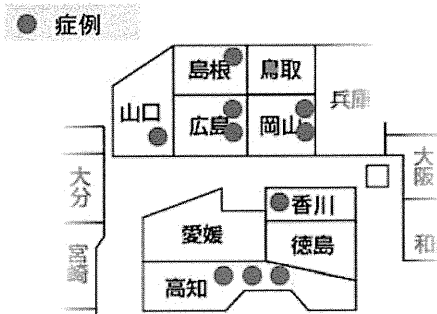 症例
島根
鳥取
山口
広島
岡山
兵庫
大分
宮崎
大阪
和
香川
愛媛
徳島
高知